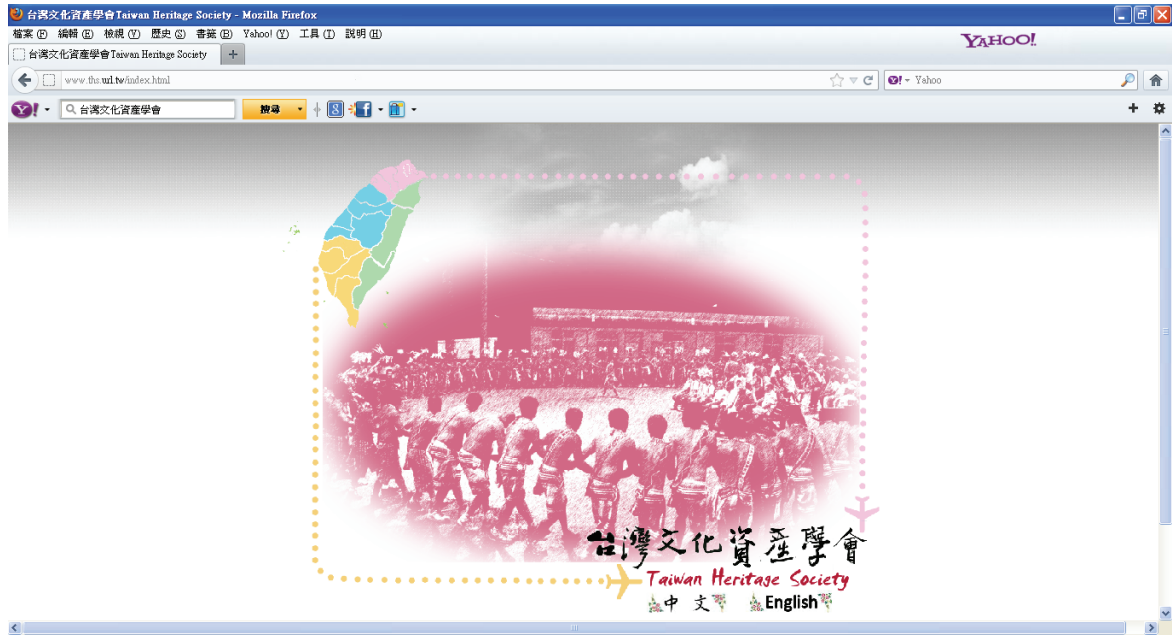 台灣文化資產學會Taiwan Heritage Society - Mozilla Firefox
檔案(F) 編輯(E) 檢視(V) 歷史(S) 書籤(B) Yahoo!(Y) 工具(T) 說明(H)
YAHOO!
台灣文化資產學會Taiwan Heritage Society +
www.ths.url.tw/index.html Y! Yahoo
Y! 台灣文化資產學會 搜尋 8 f
台灣文化資產學會
Taiwan Heritage Society
中文 English